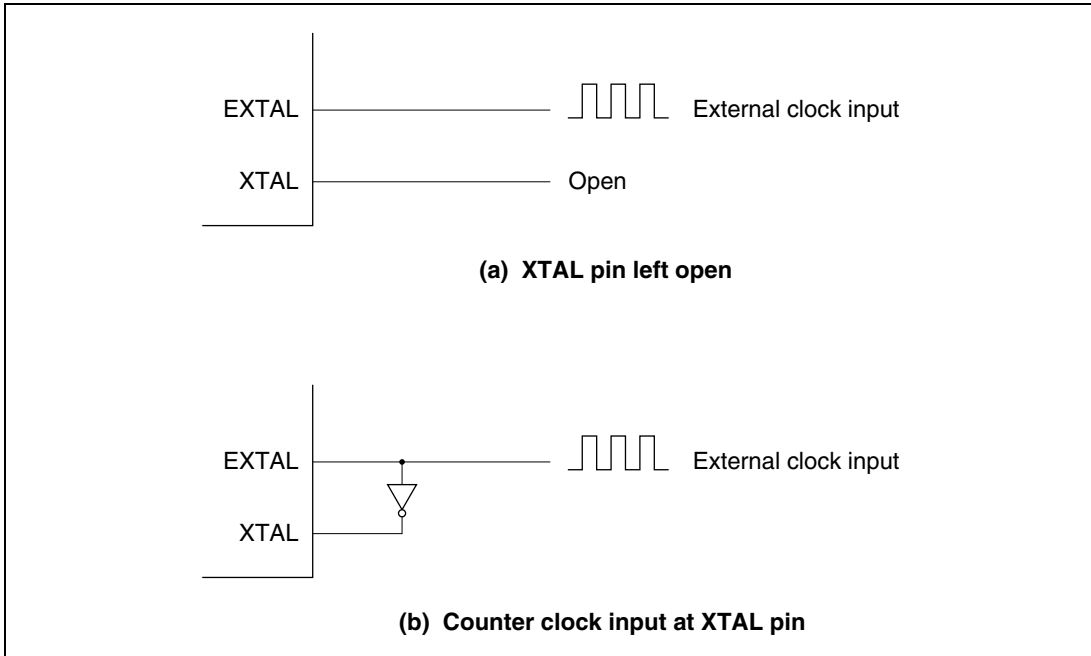 EXTAL External clock input
XTAL Open
(a) XTAL pin left open
EXTAL External clock input
XTAL
(b) Counter clock input at XTAL pin